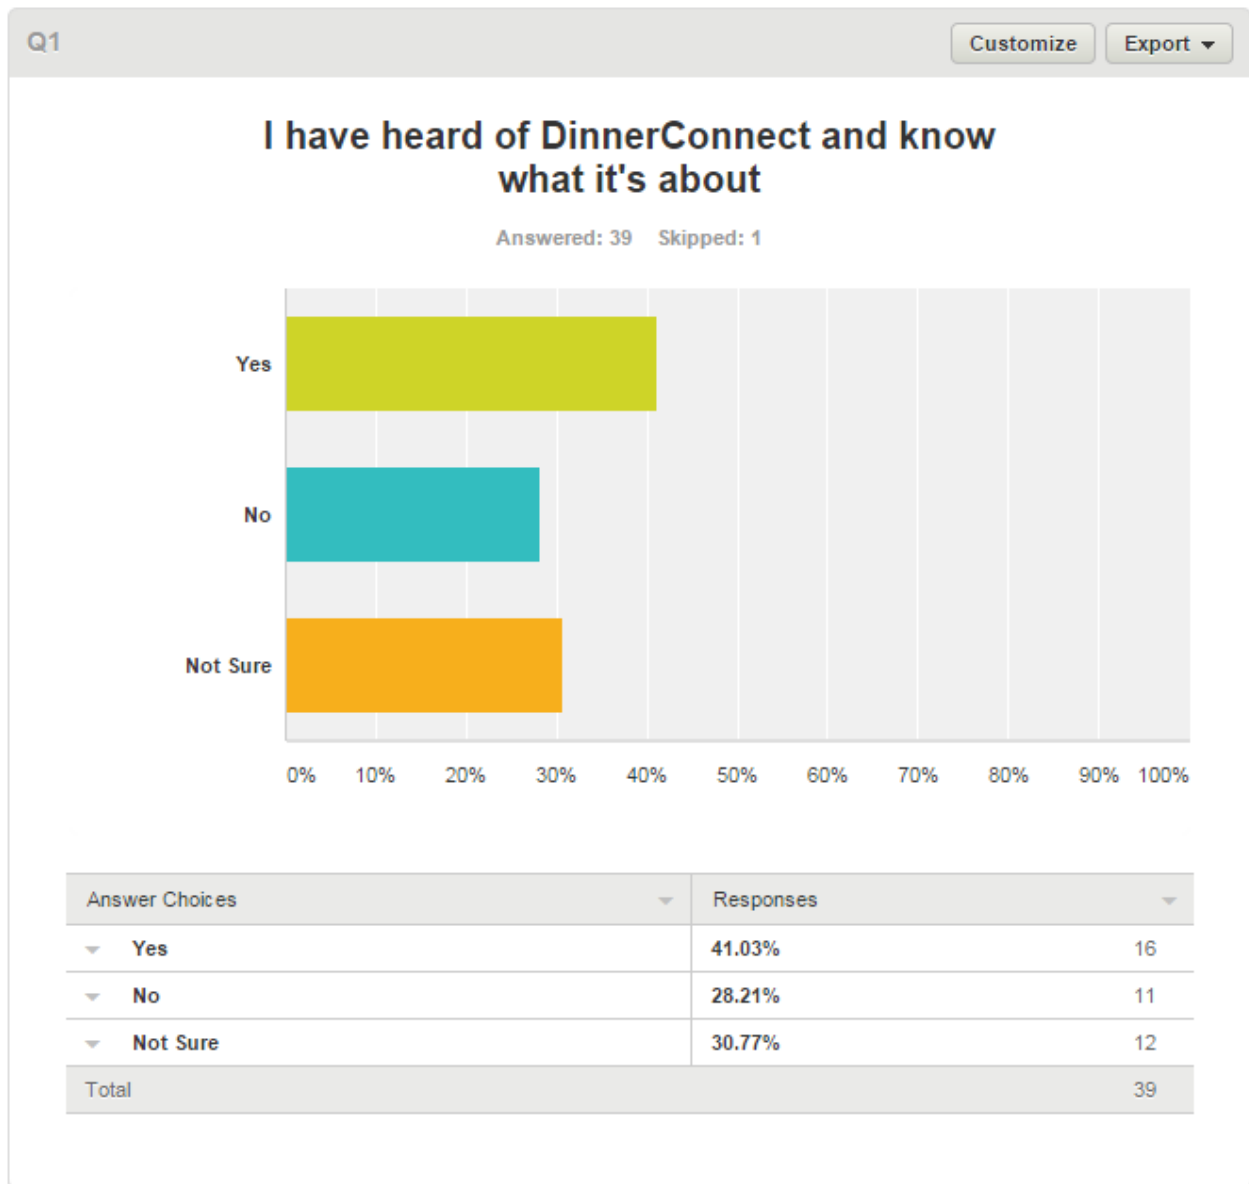 Q1 Customize Export
I have heard of DinnerConnect and know
what it's about
Answered: 39 Skipped: 1
Yes
No
Not Sure
0% 10% 20% 30% 40% 50% 60% 70% 80% 90% 100%
Answer Choices Responses
Yes 41.03% 16
No 28.21% 11
Not Sure 30.77% 12
Total 39